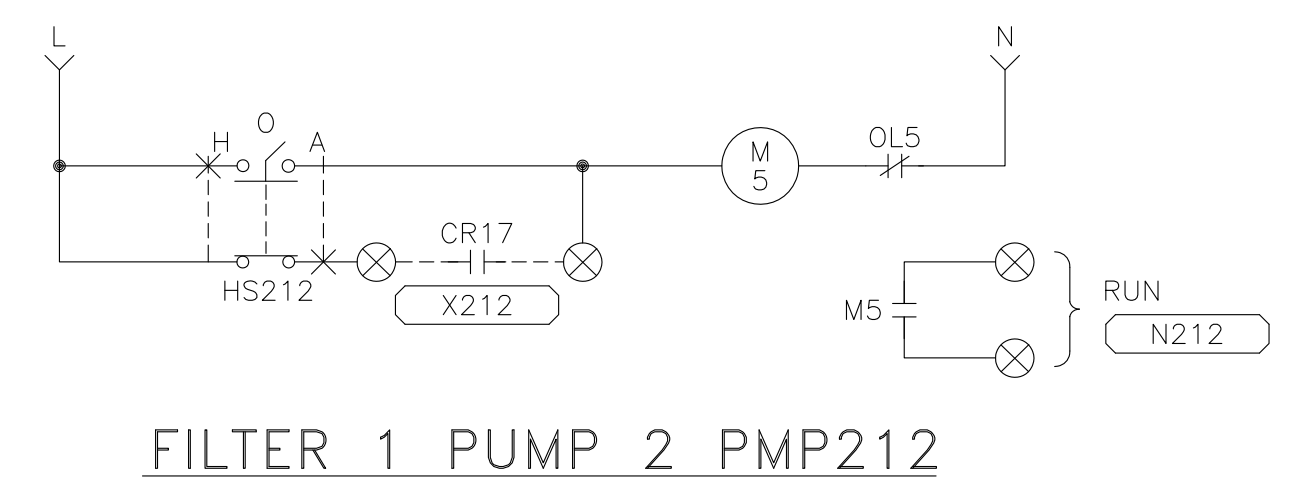 L
N
O
H
A
M
5
OL5
CR17
HS212
X212
M5
RUN
N212
FILTER 1 PUMP 2 PMP212